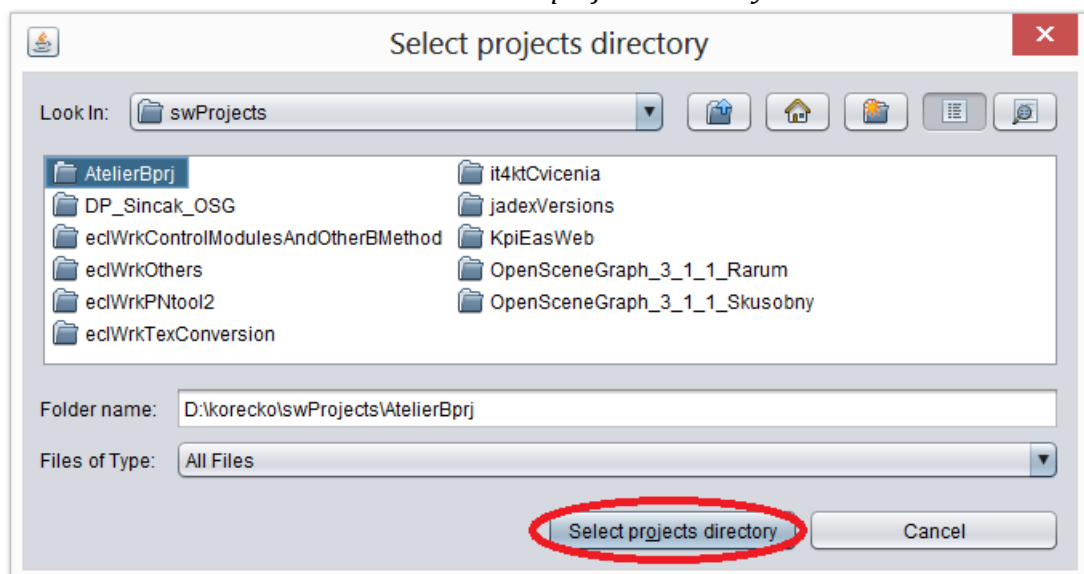 Select projects directory
Look In: swProjects
AtelierBprj
DP_Sincak_OSG
eclWrkControlModulesAndOtherBMethod
eclWrkOthers
eclWrkPNtool2
eclWrkTexConversion
it4ktCvicenia
jadexVersions
KpiEasWeb
OpenSceneGraph_3_1_1_Rarum
OpenSceneGraph_3_1_1_Skusobny
Folder name: D:\korecko\swProjects\AtelierBprj
Files of Type: All Files
Select projects directory Cancel